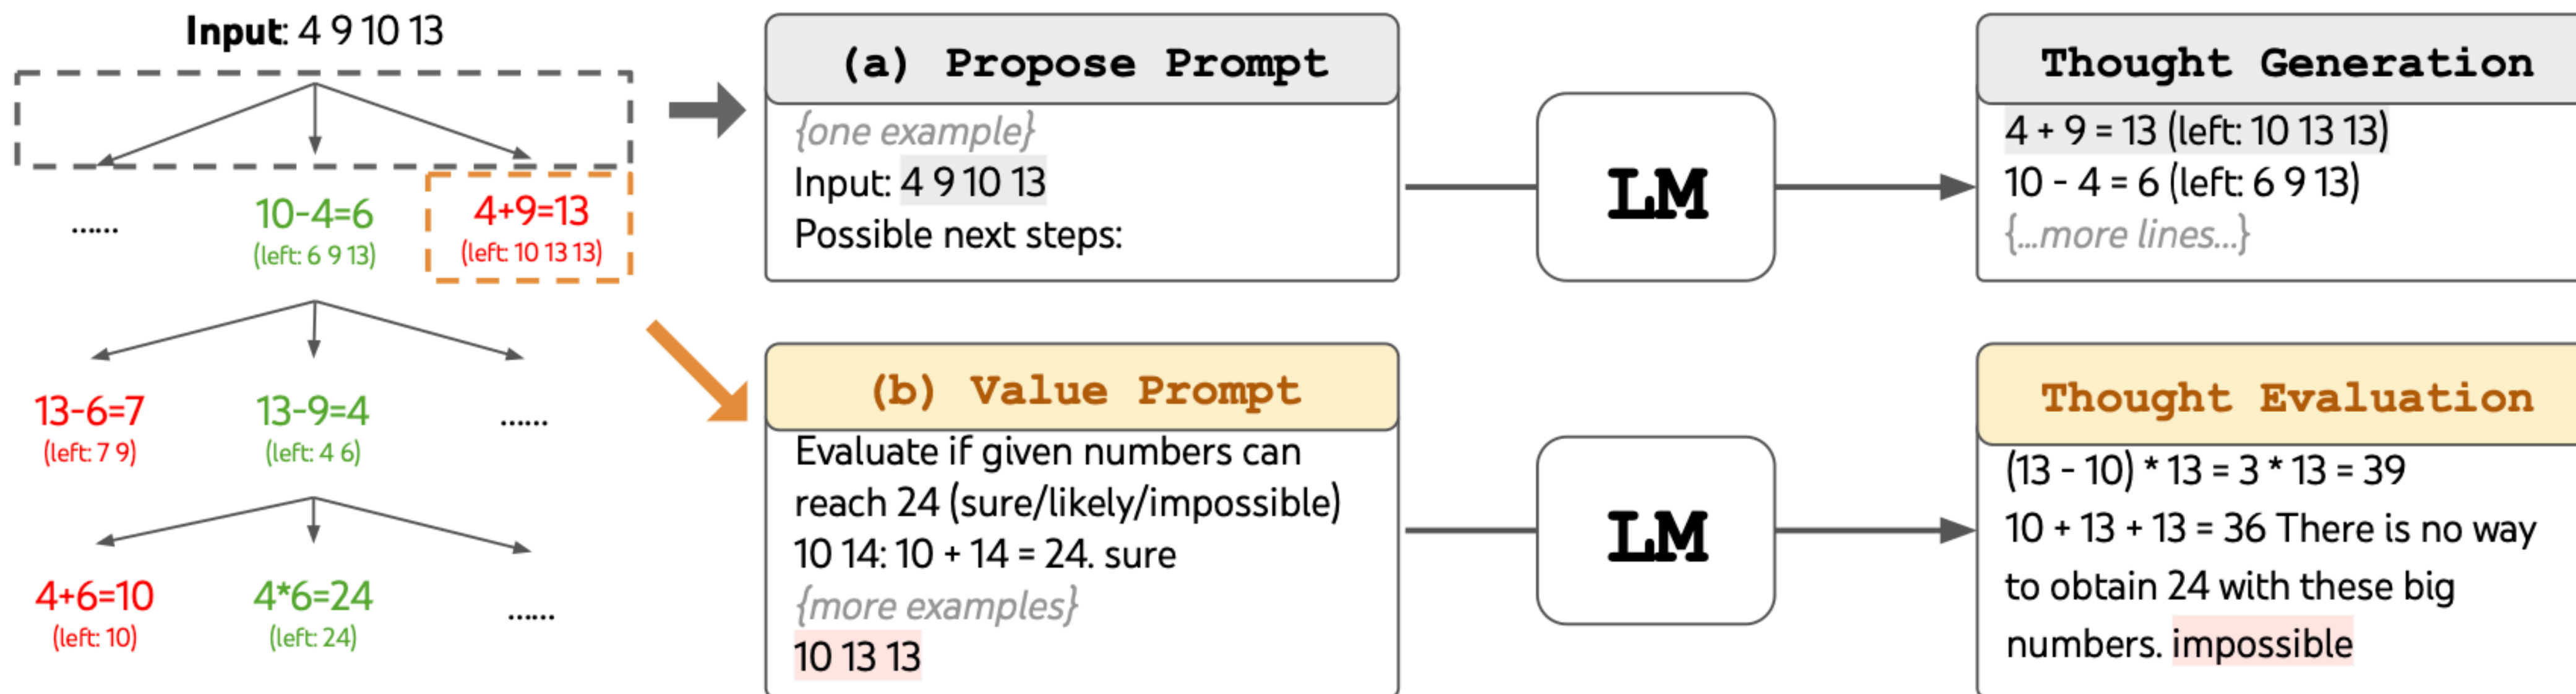 Input: 4 9 10 13
......
10-4=6
(left: 6 9 13)
4+9=13
(left: 10 13 13)
13-6=7
(left: 7 9)
13-9=4
(left: 4 6)
......
4+6=10
(left: 10)
4*6=24
(left: 24)
......
(a) Propose Prompt
{one example}
Input: 4 9 10 13
Possible next steps:
LM
Thought Generation
4 + 9 = 13 (left: 10 13 13)
10 - 4 = 6 (left: 6 9 13)
{...more lines...}
(b) Value Prompt
Evaluate if given numbers can
reach 24 (sure/likely/impossible)
10 14: 10 + 14 = 24. sure
{more examples}
10 13 13
LM
Thought Evaluation
(13 - 10) * 13 = 3 * 13 = 39
10 + 13 + 13 = 36 There is no way
to obtain 24 with these big
numbers. impossible